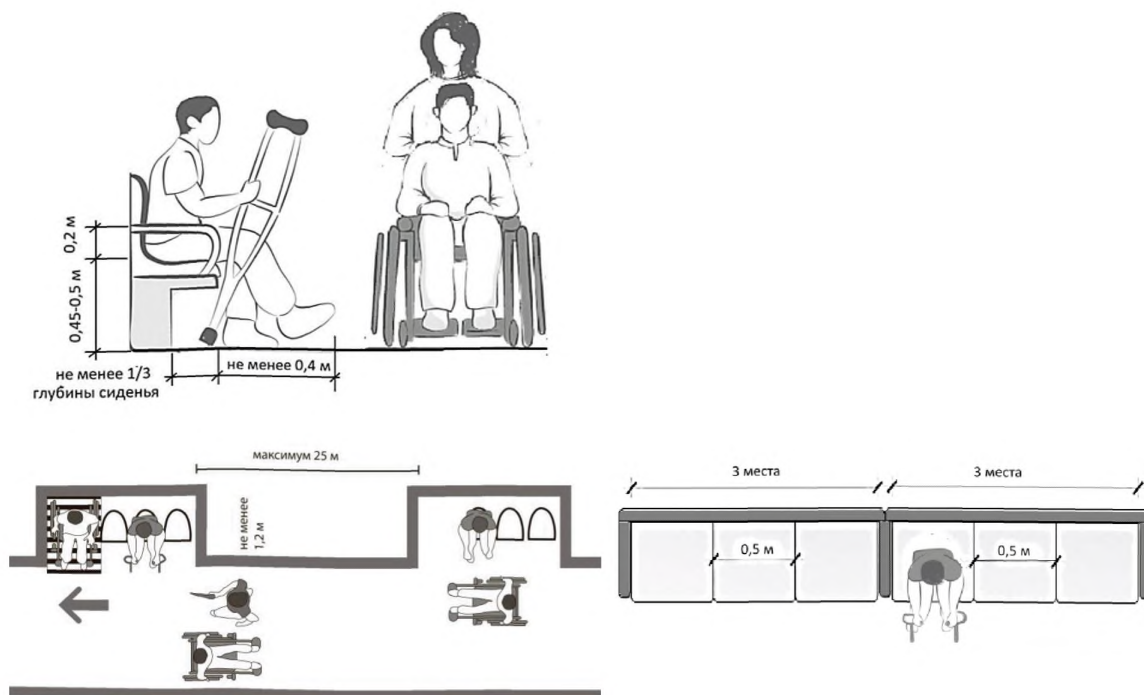 0,2 м
0,45-0,5 м
не менее 1/3
глубины сиденья
не менее 0,4 м
максимум 25 м
не менее
1,2 м
3 места
3 места
0,5 м
0,5 м